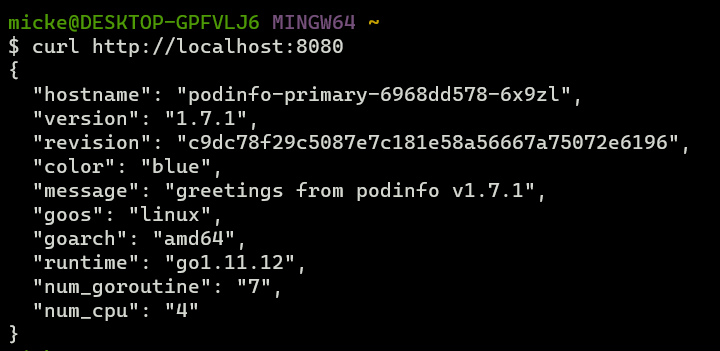 micke@DESKTOP-GPFVLJ6 MINGW64 ~
$ curl http://localhost:8080
{
  "hostname": "podinfo-primary-6968dd578-6x9zl",
  "version": "1.7.1",
  "revision": "c9dc78f29c5087e7c181e58a56667a75072e6196",
  "color": "blue",
  "message": "greetings from podinfo v1.7.1",
  "goos": "linux",
  "goarch": "amd64",
  "runtime": "go1.11.12",
  "num_goroutine": "7",
  "num_cpu": "4"
}